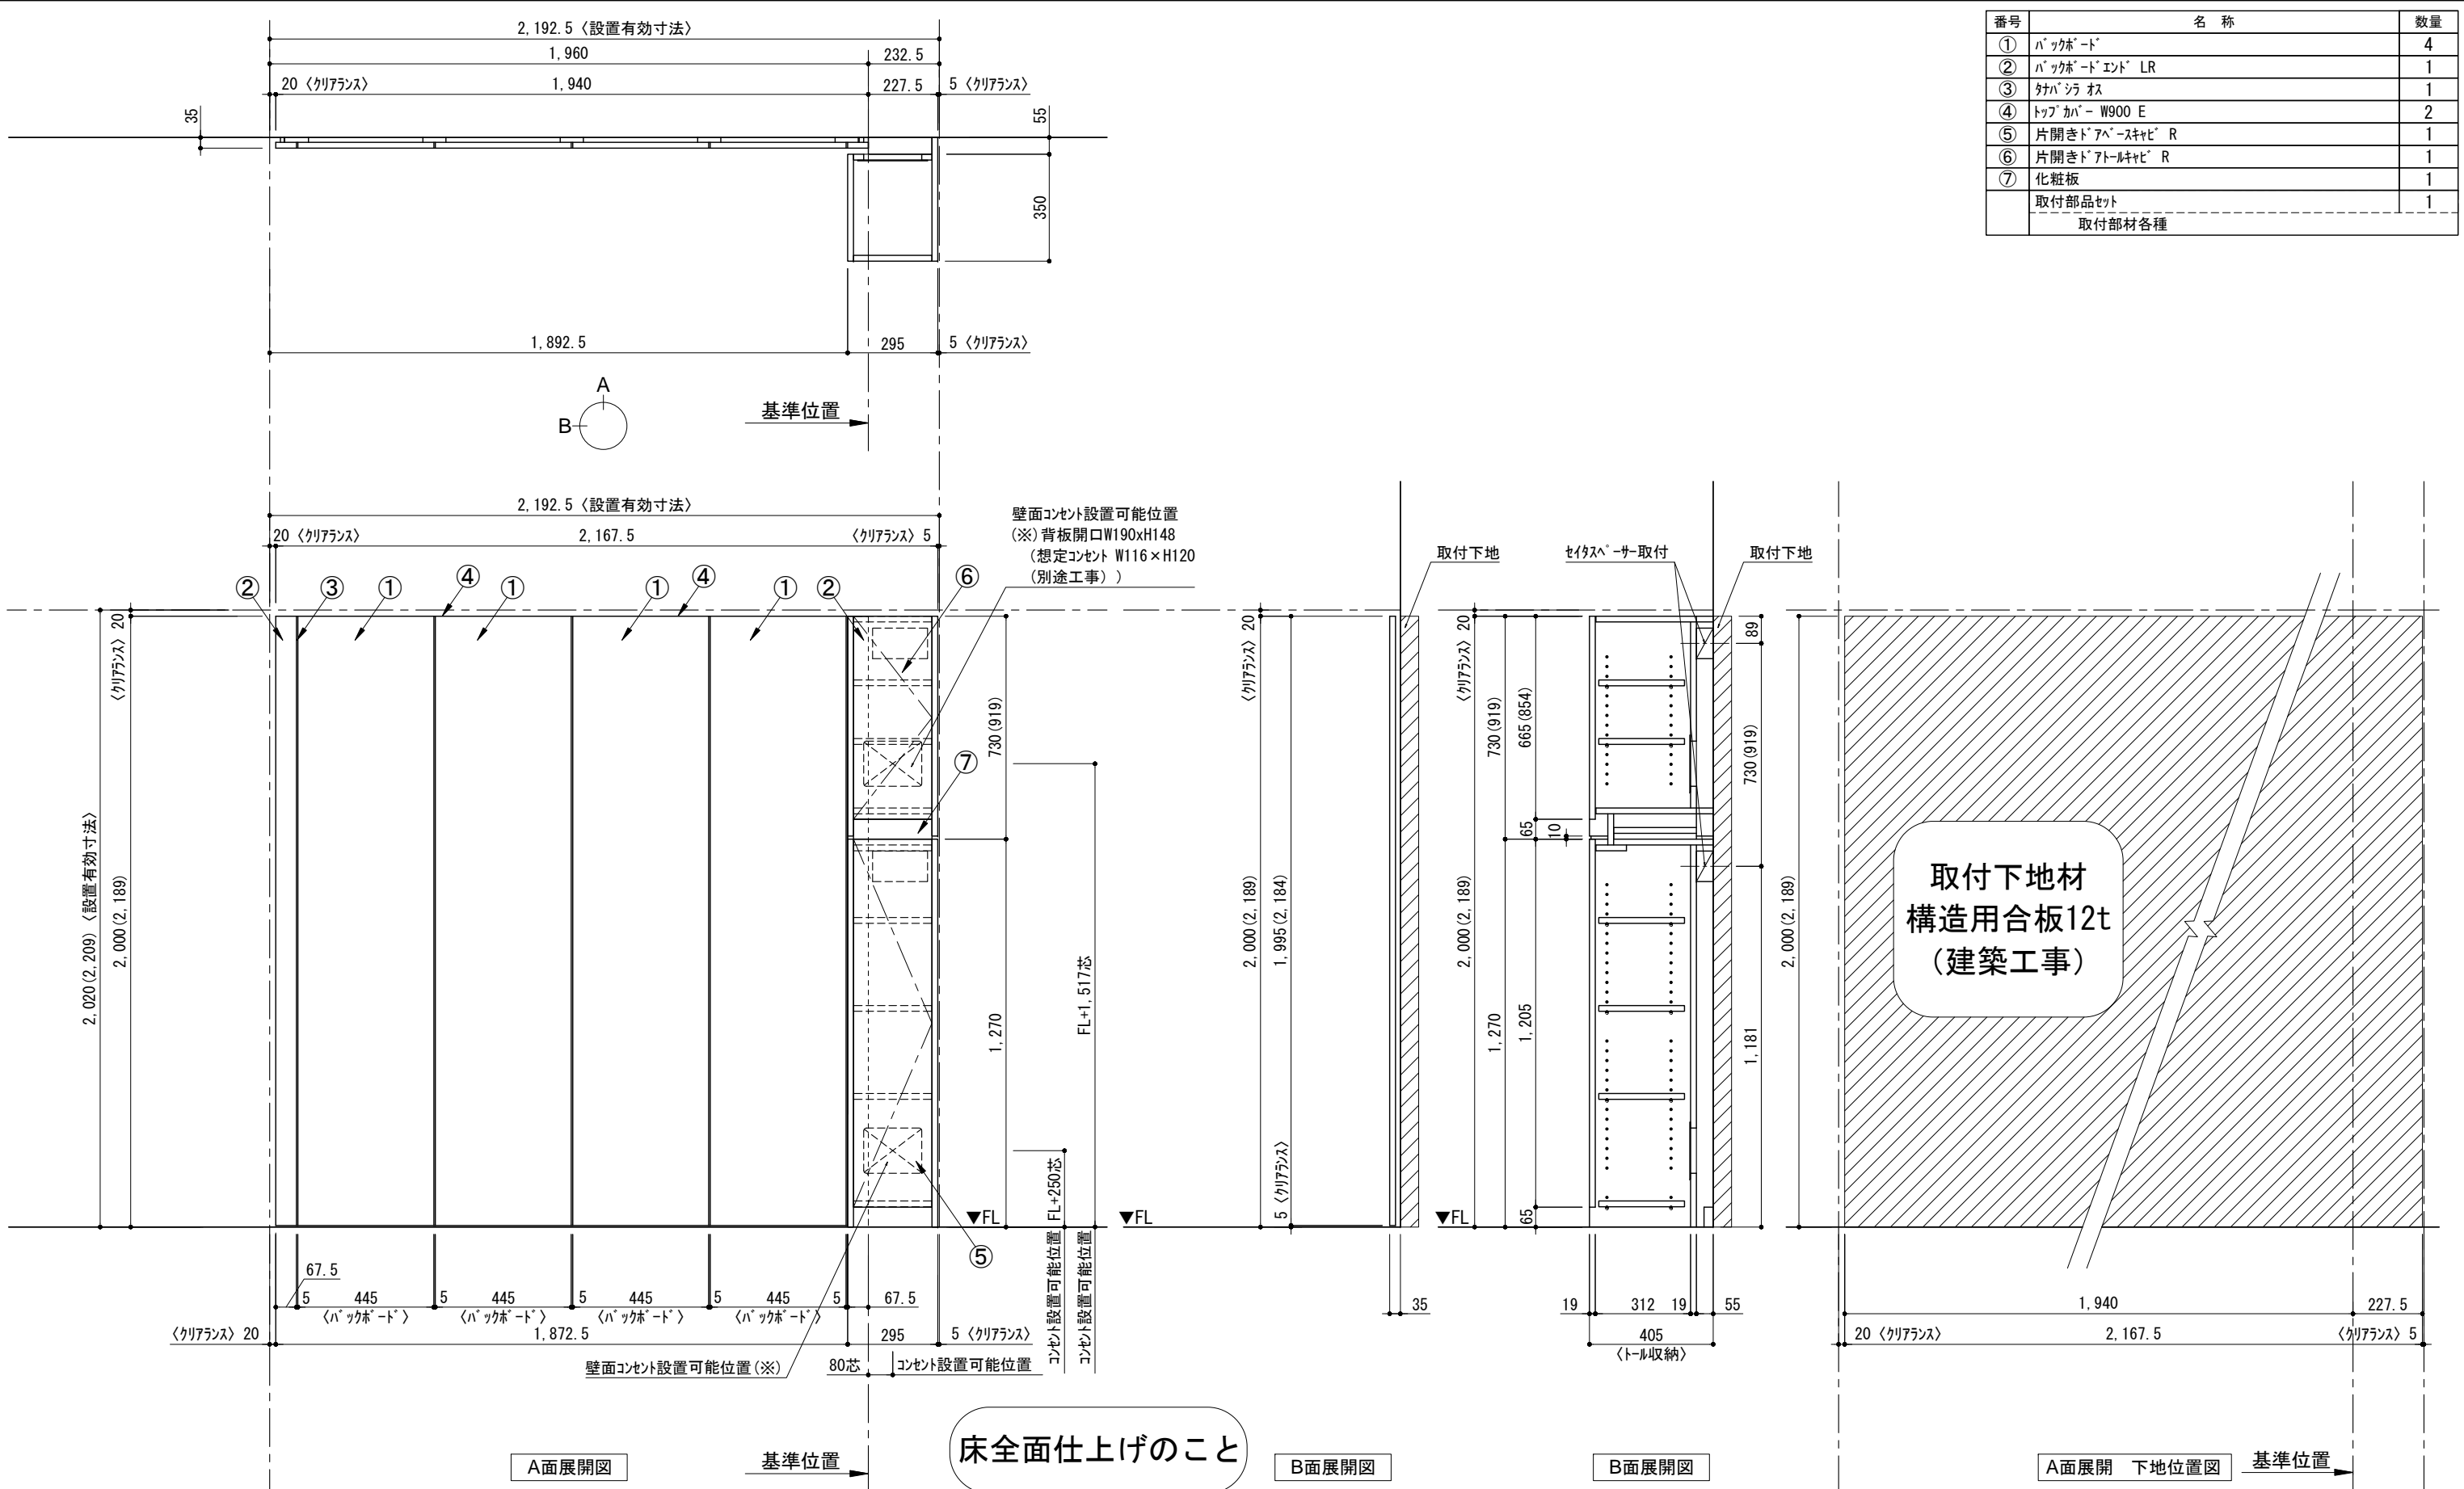 2,192.5〈設置有効寸法〉
1,960
232.5
20〈クリアランス〉
1,940
227.5
5〈クリアランス〉
35
55
350
1,892.5
295
5〈クリアランス〉
A
B
基準位置
番号 名　称 数量
① バックボード 4
② バックボードエンド LR 1
③ タナバシラ オス 1
④ トップカバー W900 E 2
⑤ 片開きドアベースキャビ R 1
⑥ 片開きドアトールキャビ R 1
⑦ 化粧板 1
取付部品セット 1
取付部材各種
2,192.5〈設置有効寸法〉
20〈クリアランス〉
2,167.5
〈クリアランス〉5
壁面コンセント設置可能位置
(※)背板開口W190xH148
(想定コンセント W116×H120
(別途工事))
② ③ ① ④ ① ① ④ ① ② ⑥
⑦
⑤
〈クリアランス〉20
2,020(2,209)〈設置有効寸法〉
2,000(2,189)
730(919)
1,270
FL+1,517芯
FL+250芯
コンセント設置可能位置
コンセント設置可能位置
▼FL
67.5
5 445 5 445 5 445 5 445 5 67.5
〈バックボード〉 〈バックボード〉 〈バックボード〉 〈バックボード〉
〈クリアランス〉20
1,872.5
295
5〈クリアランス〉
壁面コンセント設置可能位置(※)
80芯
コンセント設置可能位置
A面展開図
基準位置
床全面仕上げのこと
取付下地
〈クリアランス〉20
2,000(2,189)
1,995(2,184)
5〈クリアランス〉
▼FL
35
B面展開図
セイタスペーサー取付
取付下地
〈クリアランス〉20
2,000(2,189)
730(919)
1,270
665(854)
65
10
1,205
65
89
730(919)
1,181
▼FL
19 312 19 55
405
〈トール収納〉
B面展開図
2,000(2,189)
取付下地材
構造用合板12t
(建築工事)
1,940
227.5
20〈クリアランス〉
2,167.5
〈クリアランス〉5
A面展開　下地位置図
基準位置